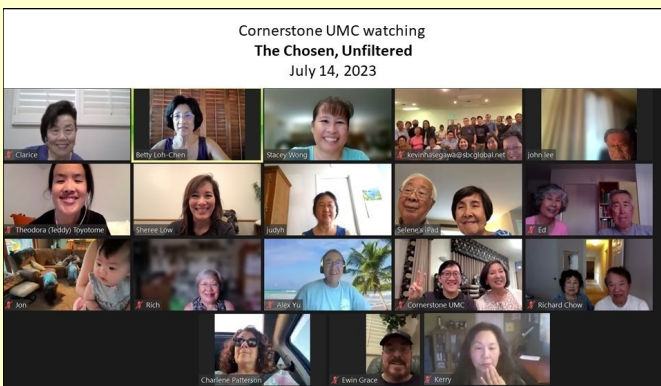 Cornerstone UMC watching
The Chosen, Unfiltered
July 14, 2023
Clarice
Betty Loh-Chen
Stacey Wong
kevinhasegawa@sbcglobal.net
john lee
Theodora (Teddy) Toyotome
Sheree Low
judyh
Selene's iPad
Ed
Jon
Rich
Alex Yu
Cornerstone UMC
Richard Chow
Charlene Patterson
Ewin Grace
Kerry